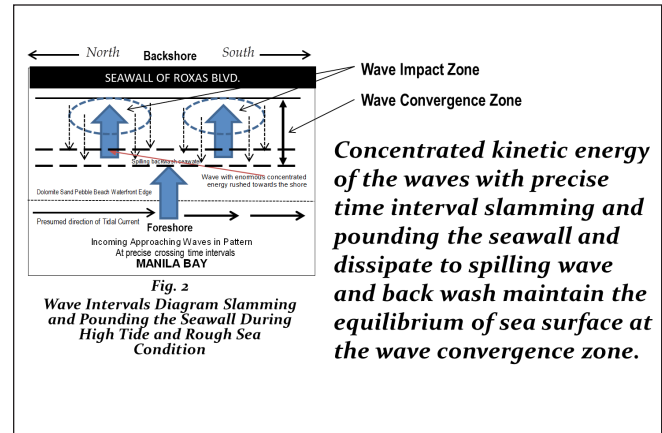 North Backshore South
SEAWALL OF ROXAS BLVD.
Spilling backwash seawater
Wave with enormous concentrated
energy rushed towards the shore
Dolomite Sand Pebble Beach Waterfront Edge
Presumed direction of Tidal Current
Foreshore
Incoming Approaching Waves in Pattern
At precise crossing time intervals
MANILA BAY
Fig. 2
Wave Intervals Diagram Slamming
and Pounding the Seawall During
High Tide and Rough Sea
Condition
Wave Impact Zone
Wave Convergence Zone
Concentrated kinetic energy
of the waves with precise
time interval slamming and
pounding the seawall and
dissipate to spilling wave
and back wash maintain the
equilibrium of sea surface at
the wave convergence zone.